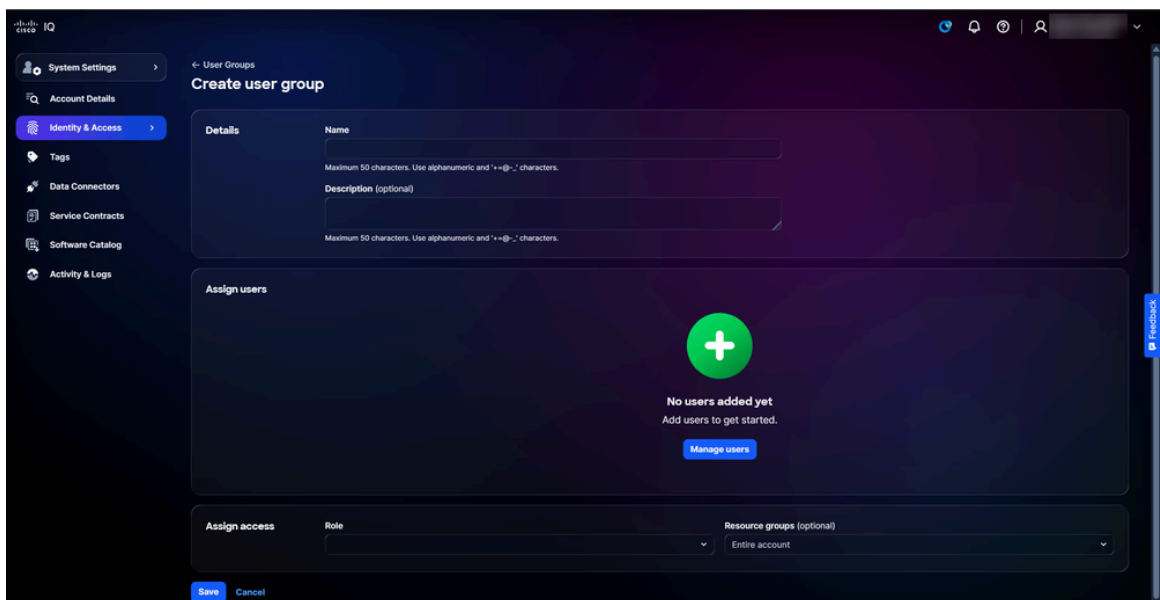 cisco IQ
System Settings
Account Details
Identity & Access
Tags
Data Connectors
Service Contracts
Software Catalog
Activity & Logs
← User Groups
Create user group
Details
Name
Maximum 50 characters. Use alphanumeric and '+=@-_' characters.
Description (optional)
Maximum 50 characters. Use alphanumeric and '+=@-_' characters.
Assign users
No users added yet
Add users to get started.
Manage users
Assign access
Role
Resource groups (optional)
Entire account
Save Cancel
Feedback